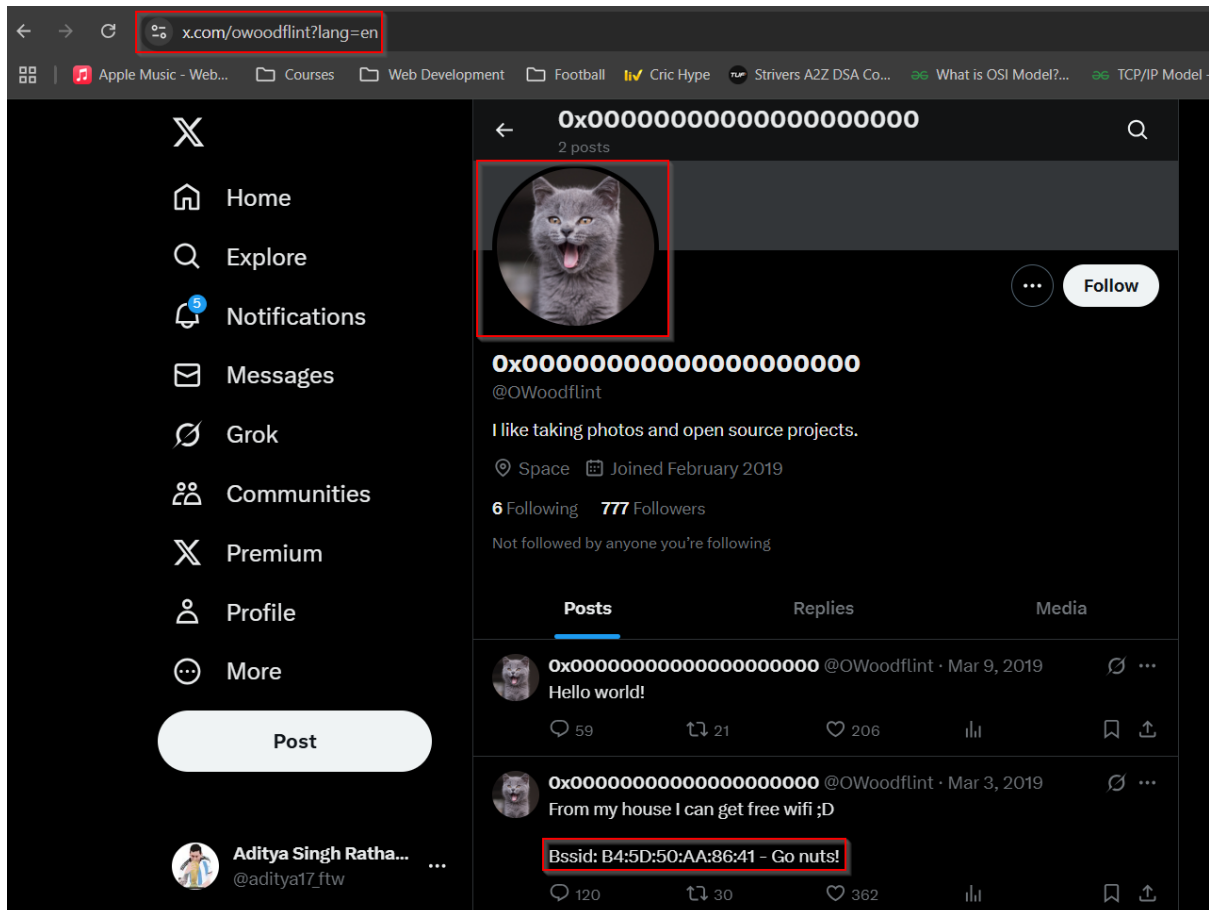 x.com/owoodflint?lang=en
Apple Music - Web... Courses Web Development Football liv Cric Hype TUF Strivers A2Z DSA Co... What is OSI Model?... TCP/IP Model -
0x00000000000000000000
2 posts
Home
Explore
5
Notifications
Messages
Grok
Communities
Premium
Profile
More
Post
Aditya Singh Ratha...
@aditya17_ftw
Follow
0x00000000000000000000
@OWoodflint
I like taking photos and open source projects.
Space Joined February 2019
6 Following 777 Followers
Not followed by anyone you're following
Posts Replies Media
0x00000000000000000000 @OWoodflint · Mar 9, 2019
Hello world!
59 21 206
0x00000000000000000000 @OWoodflint · Mar 3, 2019
From my house I can get free wifi ;D
Bssid: B4:5D:50:AA:86:41 - Go nuts!
120 30 362